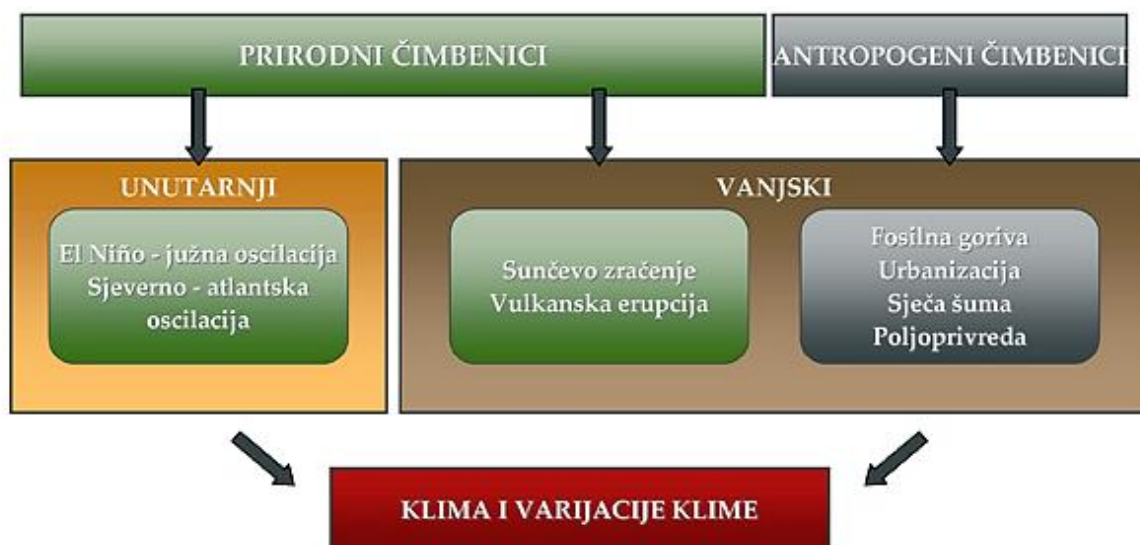 PRIRODNI ČIMBENICI
ANTROPOGENI ČIMBENICI
UNUTARNJI
El Niño - južna oscilacija
Sjeverno - atlantska
oscilacija
VANJSKI
Sunčevo zračenje
Vulkanska erupcija
Fosilna goriva
Urbanizacija
Sječa šuma
Poljoprivreda
KLIMA I VARIJACIJE KLIME